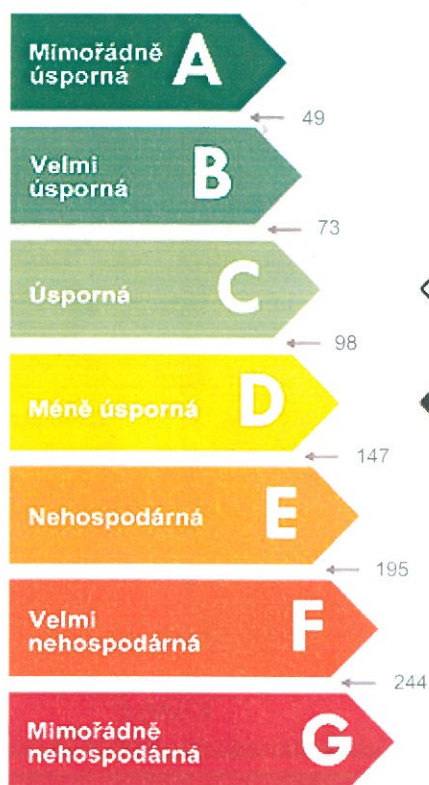 Mimořádně
úsporná
A
49
Velmi
úsporná
B
73
Úsporná
C
98
Méně úsporná
D
147
Nehospodárná
E
195
Velmi
nehospodárná
F
244
Mimořádně
nehospodárná
G